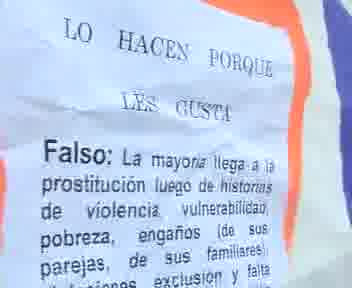 LO HACEN PORQUE
LES GUSTA
Falso: La mayoria llega a la
prostitución luego de historias
de violencia, vulnerabilidad,
pobreza, engaños (de sus
parejas, de sus familiares),
exclusión y falta